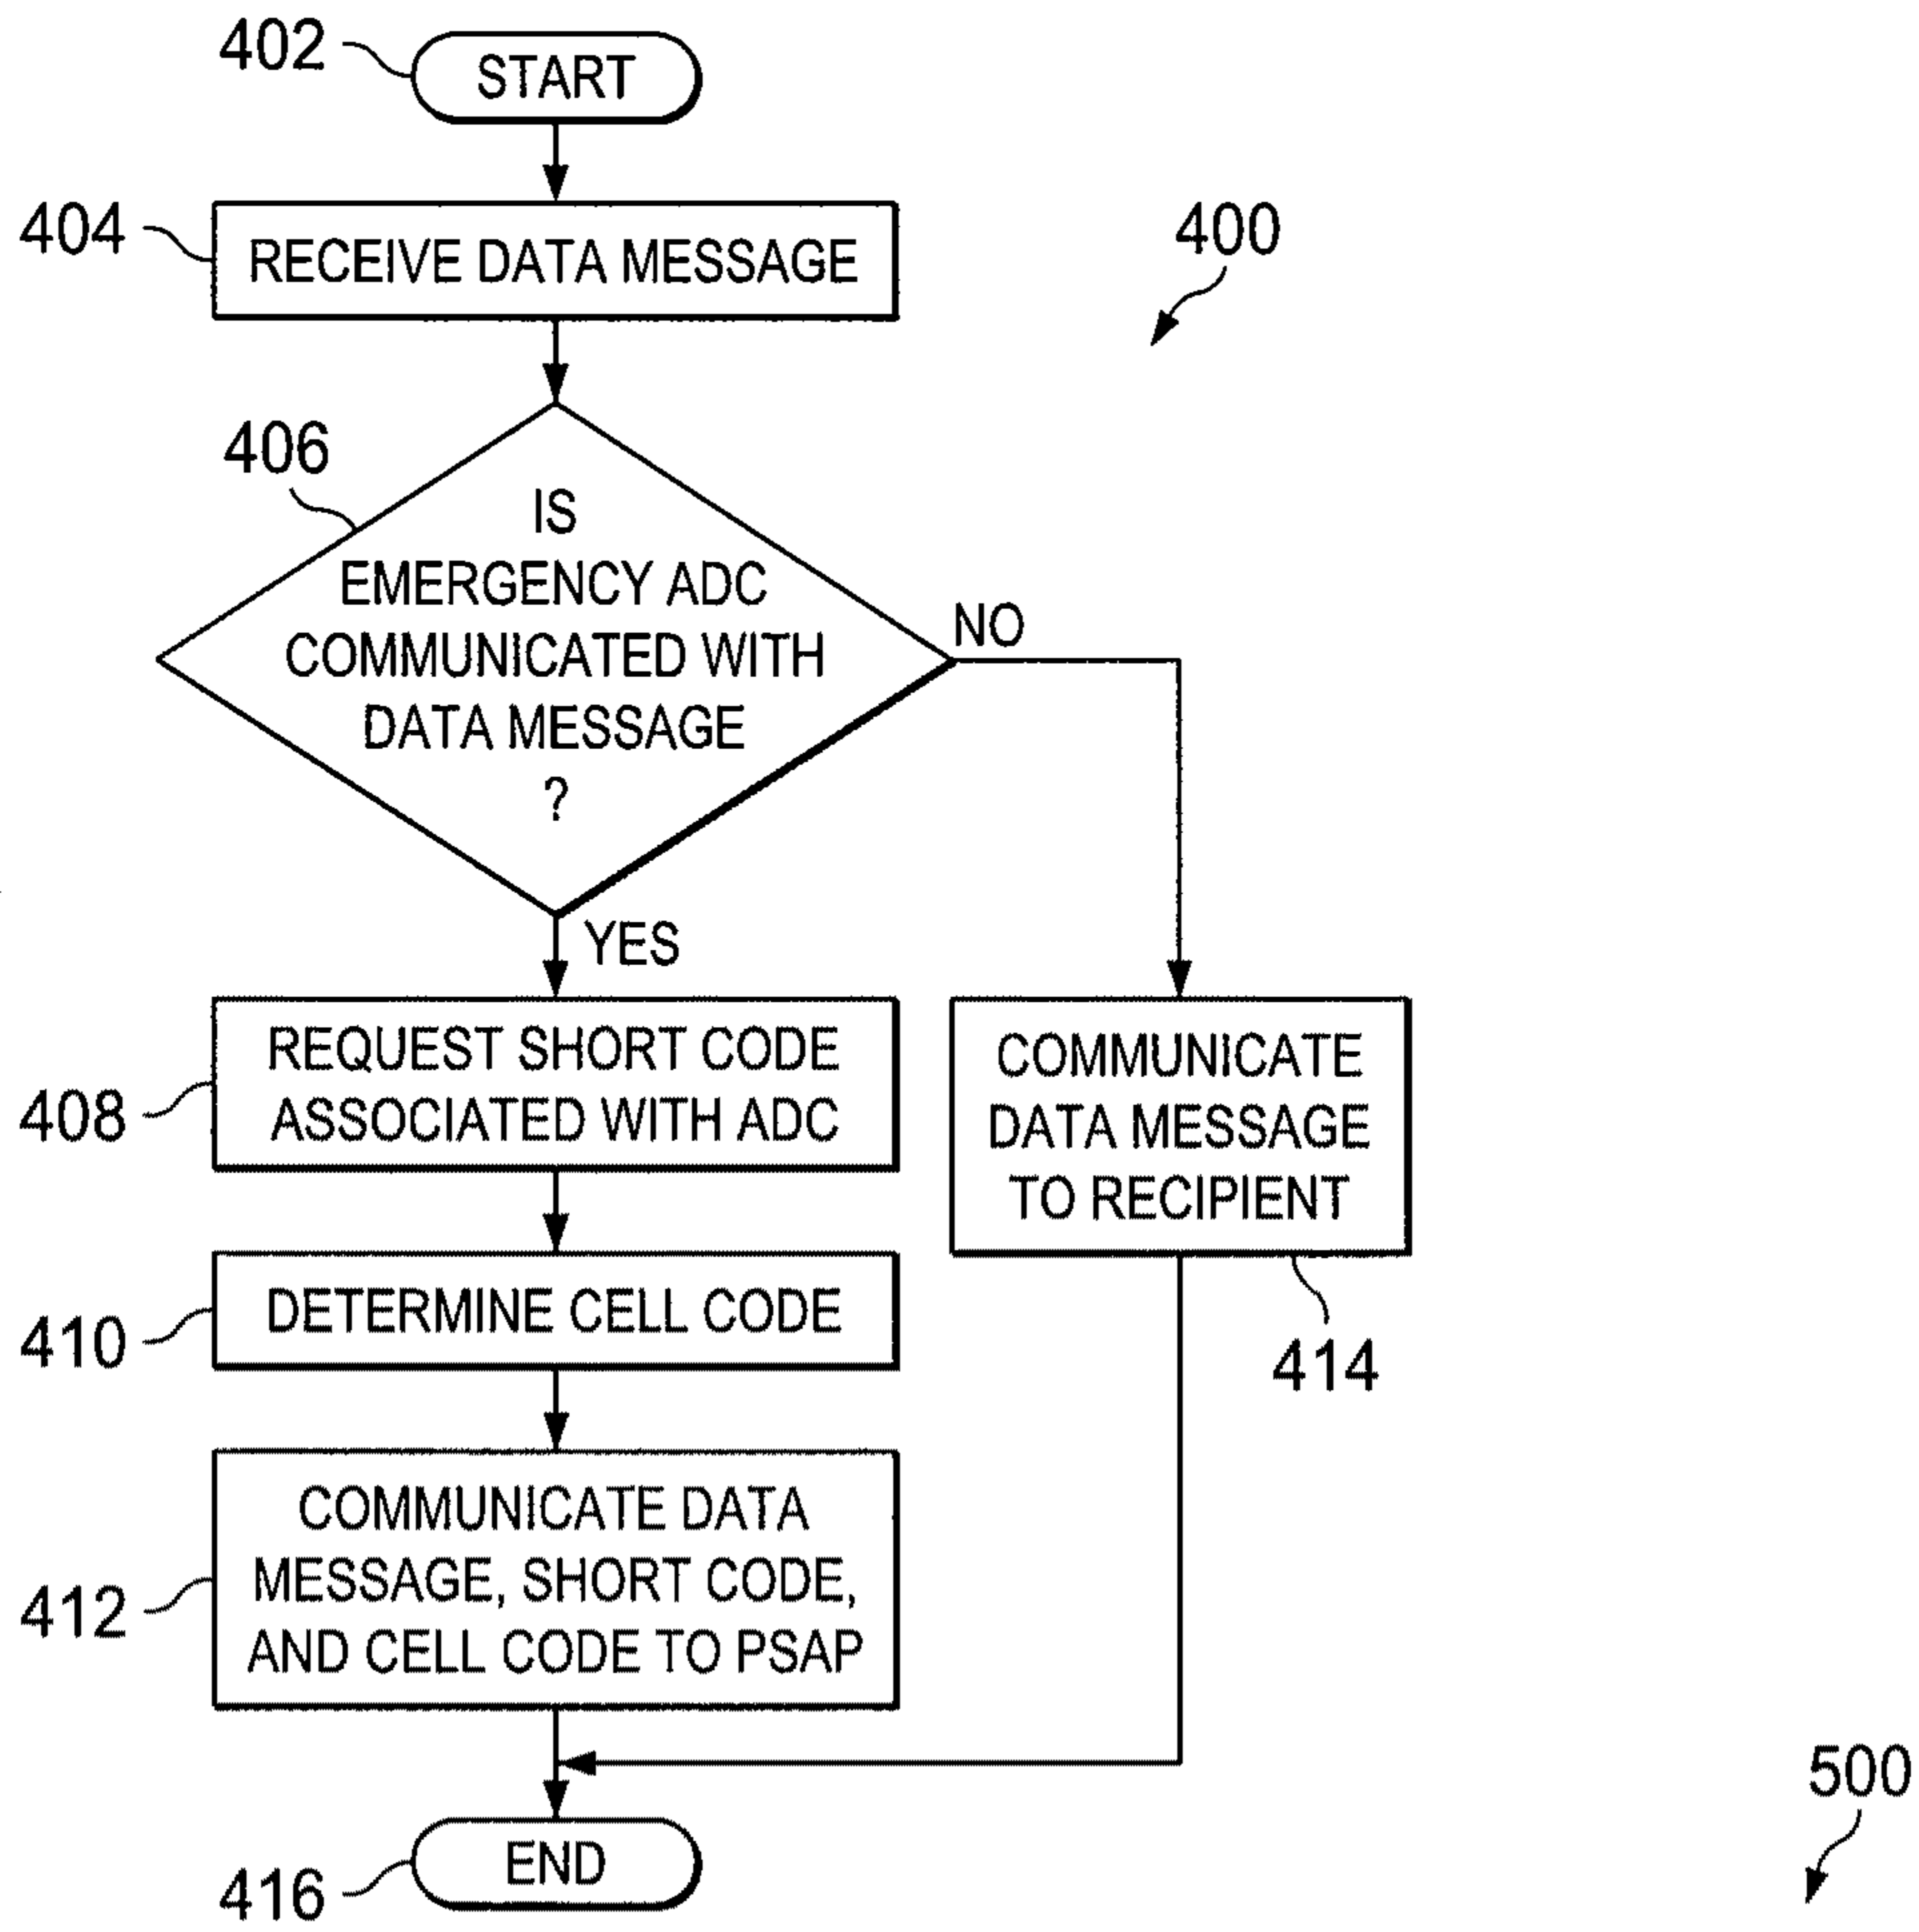 402
START
404
RECEIVE DATA MESSAGE
400
406
IS
EMERGENCY ADC
COMMUNICATED WITH
DATA MESSAGE
?
NO
YES
408
REQUEST SHORT CODE
ASSOCIATED WITH ADC
COMMUNICATE
DATA MESSAGE
TO RECIPIENT
414
410
DETERMINE CELL CODE
412
COMMUNICATE DATA
MESSAGE, SHORT CODE,
AND CELL CODE TO PSAP
416
END
500